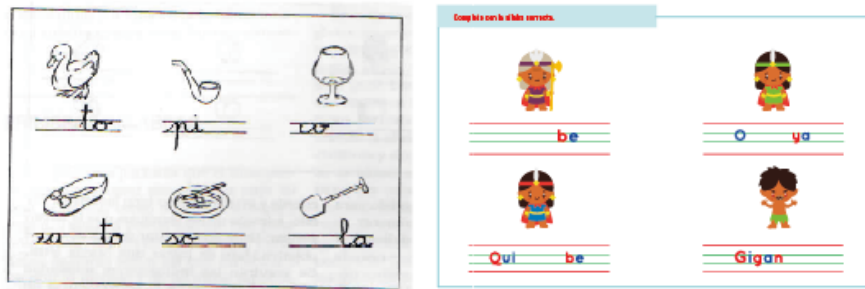 to pi co
za to so la
Completa con la sílaba correcta.
be O ya
Qui be Gigan